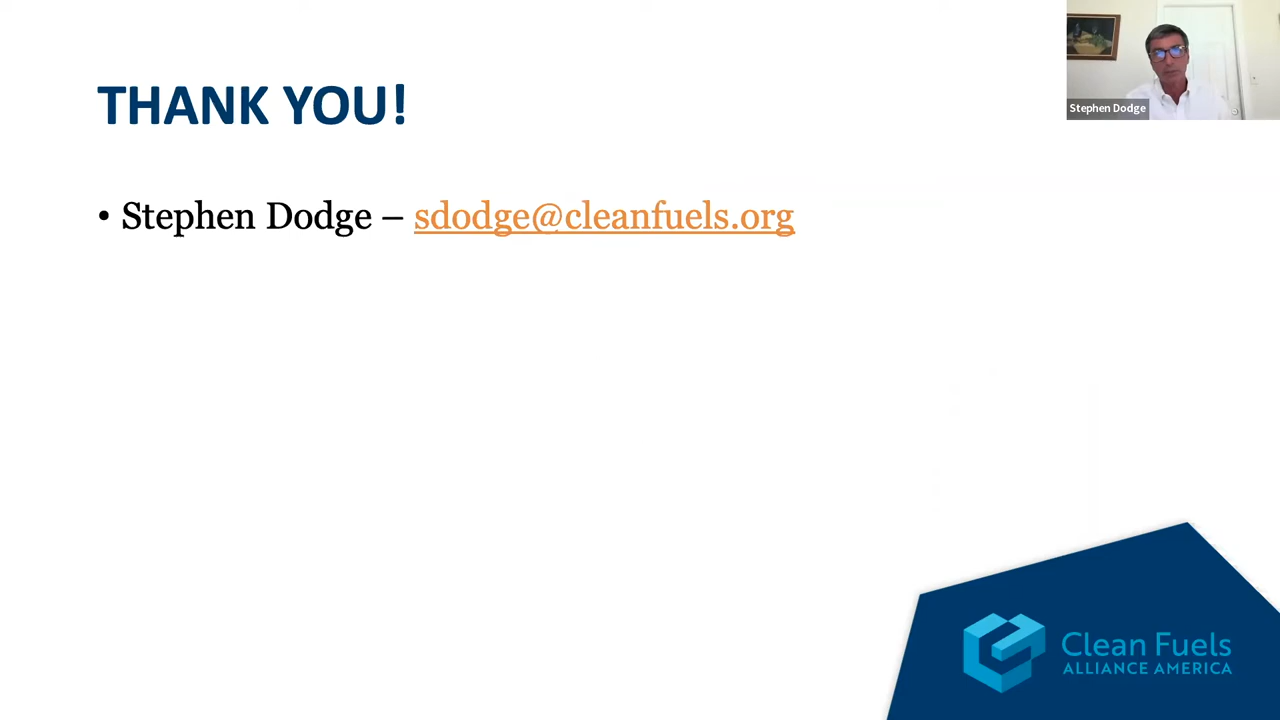 THANK YOU!
Stephen Dodge
• Stephen Dodge – sdodge@cleanfuels.org
Clean Fuels
ALLIANCE AMERICA